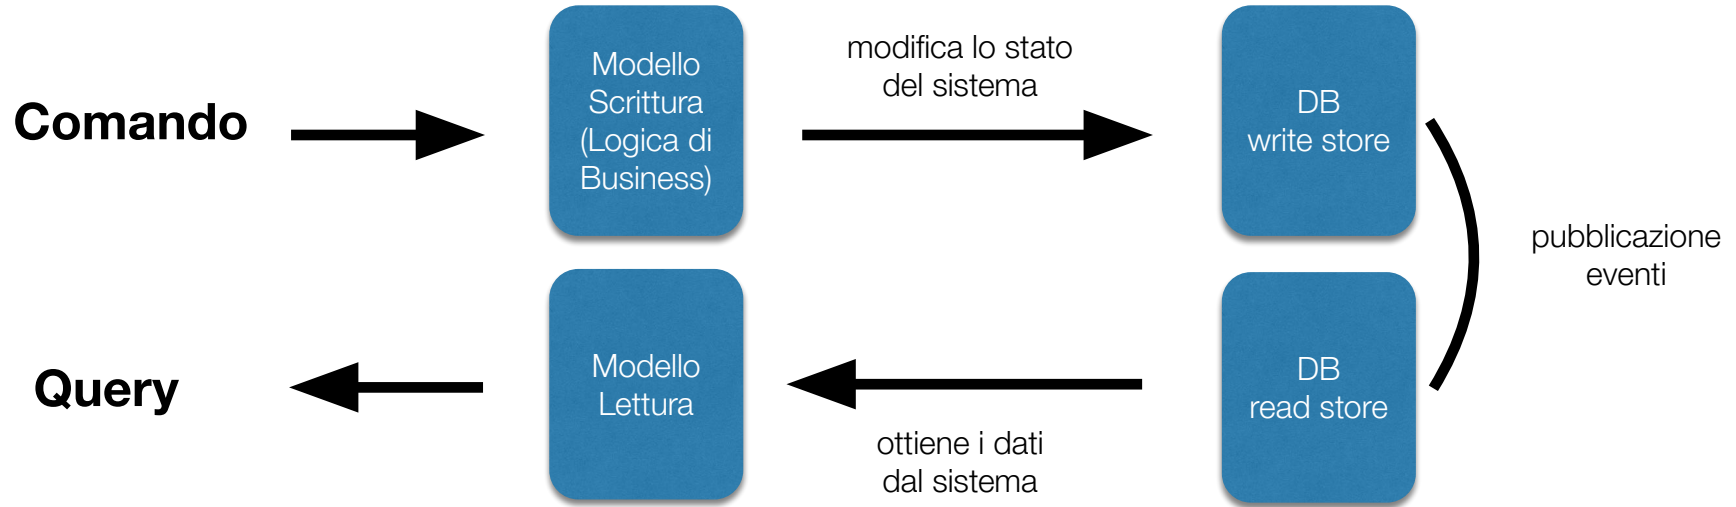 Comando
Modello
Scrittura
(Logica di
Business)
modifica lo stato
del sistema
DB
write store
pubblicazione
eventi
Query
Modello
Lettura
ottiene i dati
dal sistema
DB
read store